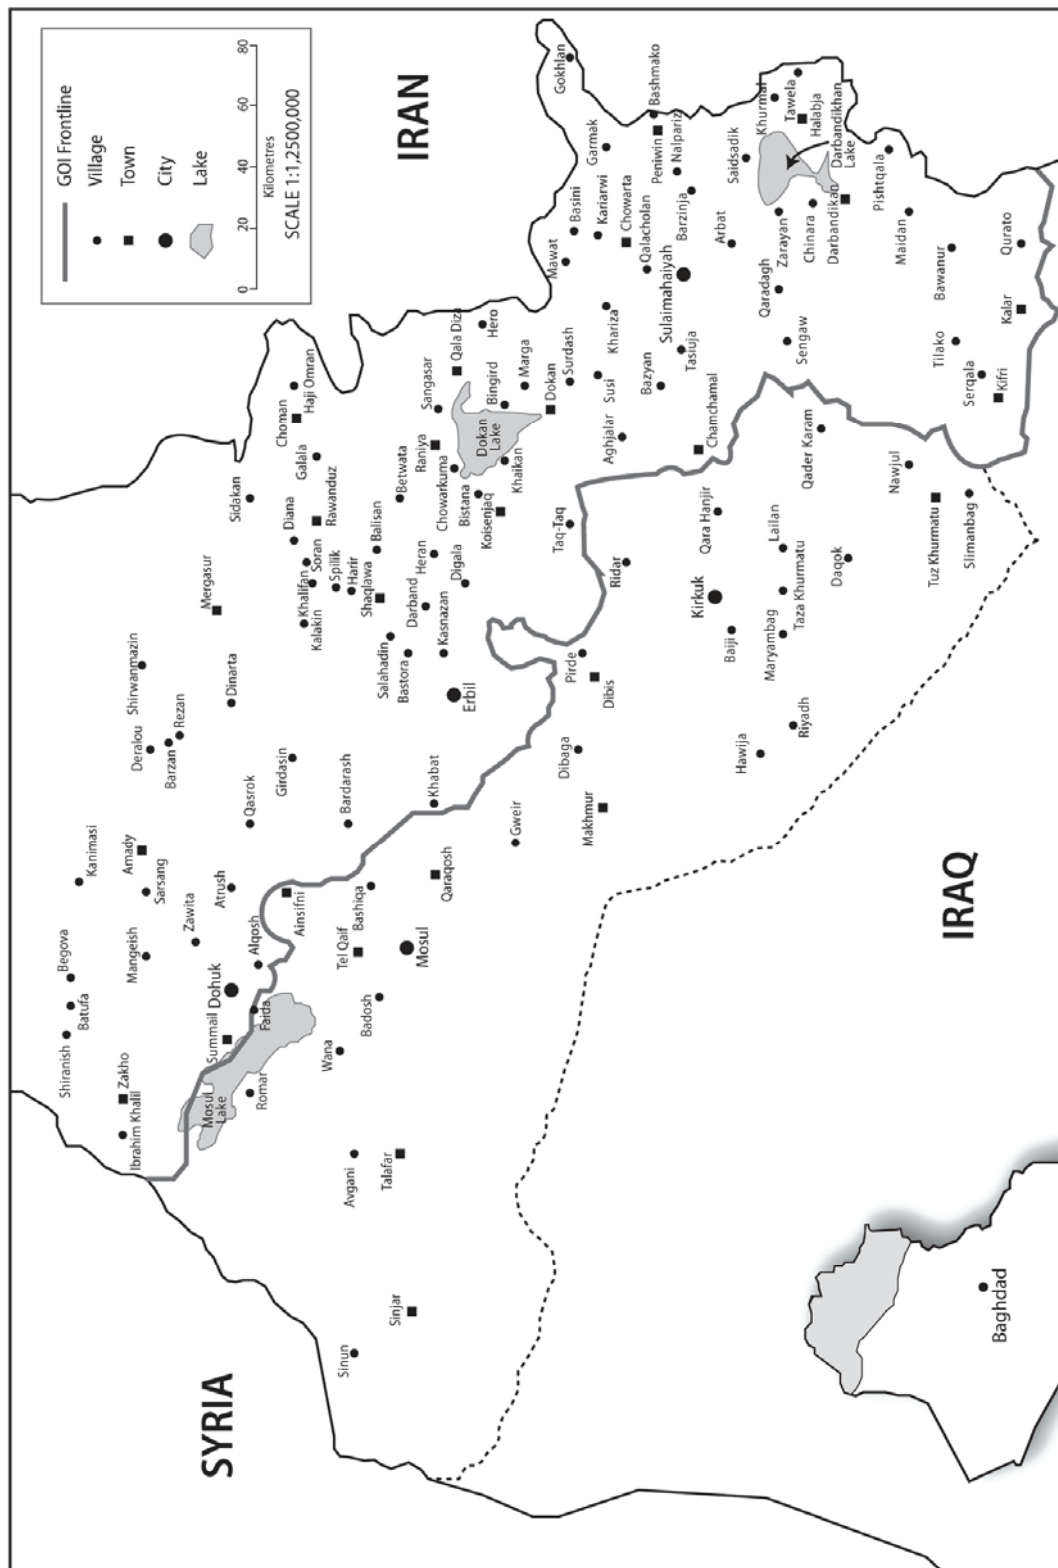 GOI Frontline
Village
Town
City
Lake
0 20 40 60 80
Kilometres
SCALE 1:1,2500,000
SYRIA
IRAN
IRAQ
Shiranish
Batufa
Begova
Kanimasi
Zakho
Ibrahim Khalil
Mangeish
Sarsang
Amady
Deralou
Barzan
Rezan
Shirwanmazin
Mergasur
Zawita
Summail
Dohuk
Atrush
Qasrok
Dinarta
Sidakan
Mosul
Lake
Romar
Faida
Alqosh
Ainsifni
Girdasin
Kalakin
Khalifan
Soran
Diana
Rawanduz
Galala
Choman
Haji Omran
Spilik
Harir
Shaqlawa
Balisan
Betwata
Sinun
Avgani
Wana
Tel Qaif
Bashiqa
Bardarash
Badosh
Mosul
Salahadin
Bastora
Darband
Kasnazan
Heran
Digala
Sinjar
Talafar
Qaraqosh
Khabat
Erbil
Chowarkuma
Raniya
Sangasar
Qala Diza
Hero
Bistana
Koisenjaq
Dokan
Lake
Khaikan
Bingird
Marga
Gweir
Dibaga
Makhmur
Pirde
Dibis
Taq-Taq
Dokan
Surdash
Mawat
Basini
Gokhlan
Ridar
Aghjalar
Susi
Khariza
Kariarwi
Garmak
Chowarta
Qalacholan
Peniwin
Bashmako
Nalpariz
Barzinja
Bazyan
Tasiuja
Sulaimahaiyah
Chamchamal
Kirkuk
Qara Hanjir
Baiji
Arbat
Saidsadik
Hawija
Riyadh
Maryambag
Taza Khurmatu
Lailan
Qaradagh
Zarayan
Khurmal
Tawela
Halabja
Darbandikhan
Lake
Sengaw
Chinara
Darbandikan
Daqok
Qader Karam
Pishtqala
Maidan
Nawjul
Tuz Khurmatu
Slimanbag
Tilako
Bawanur
Serqala
Kifri
Kalar
Qurato
Baghdad